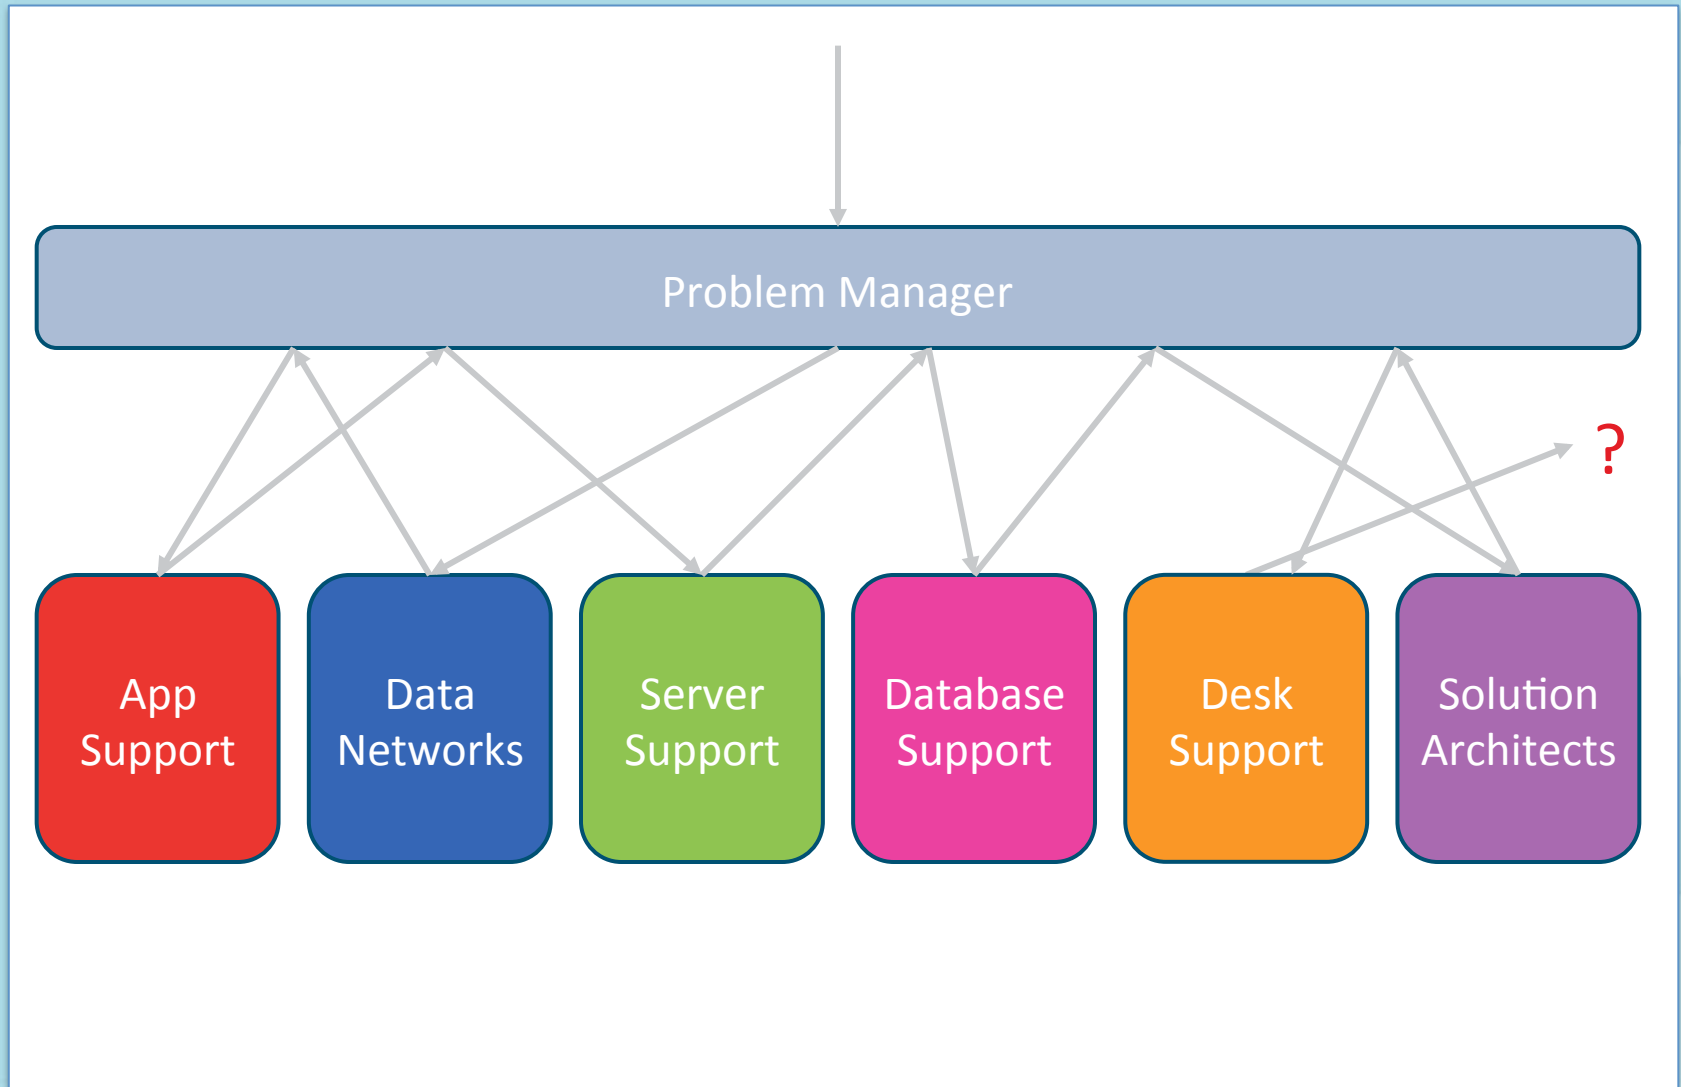 Problem Manager
?
App
Support
Data
Networks
Server
Support
Database
Support
Desk
Support
Solution
Architects